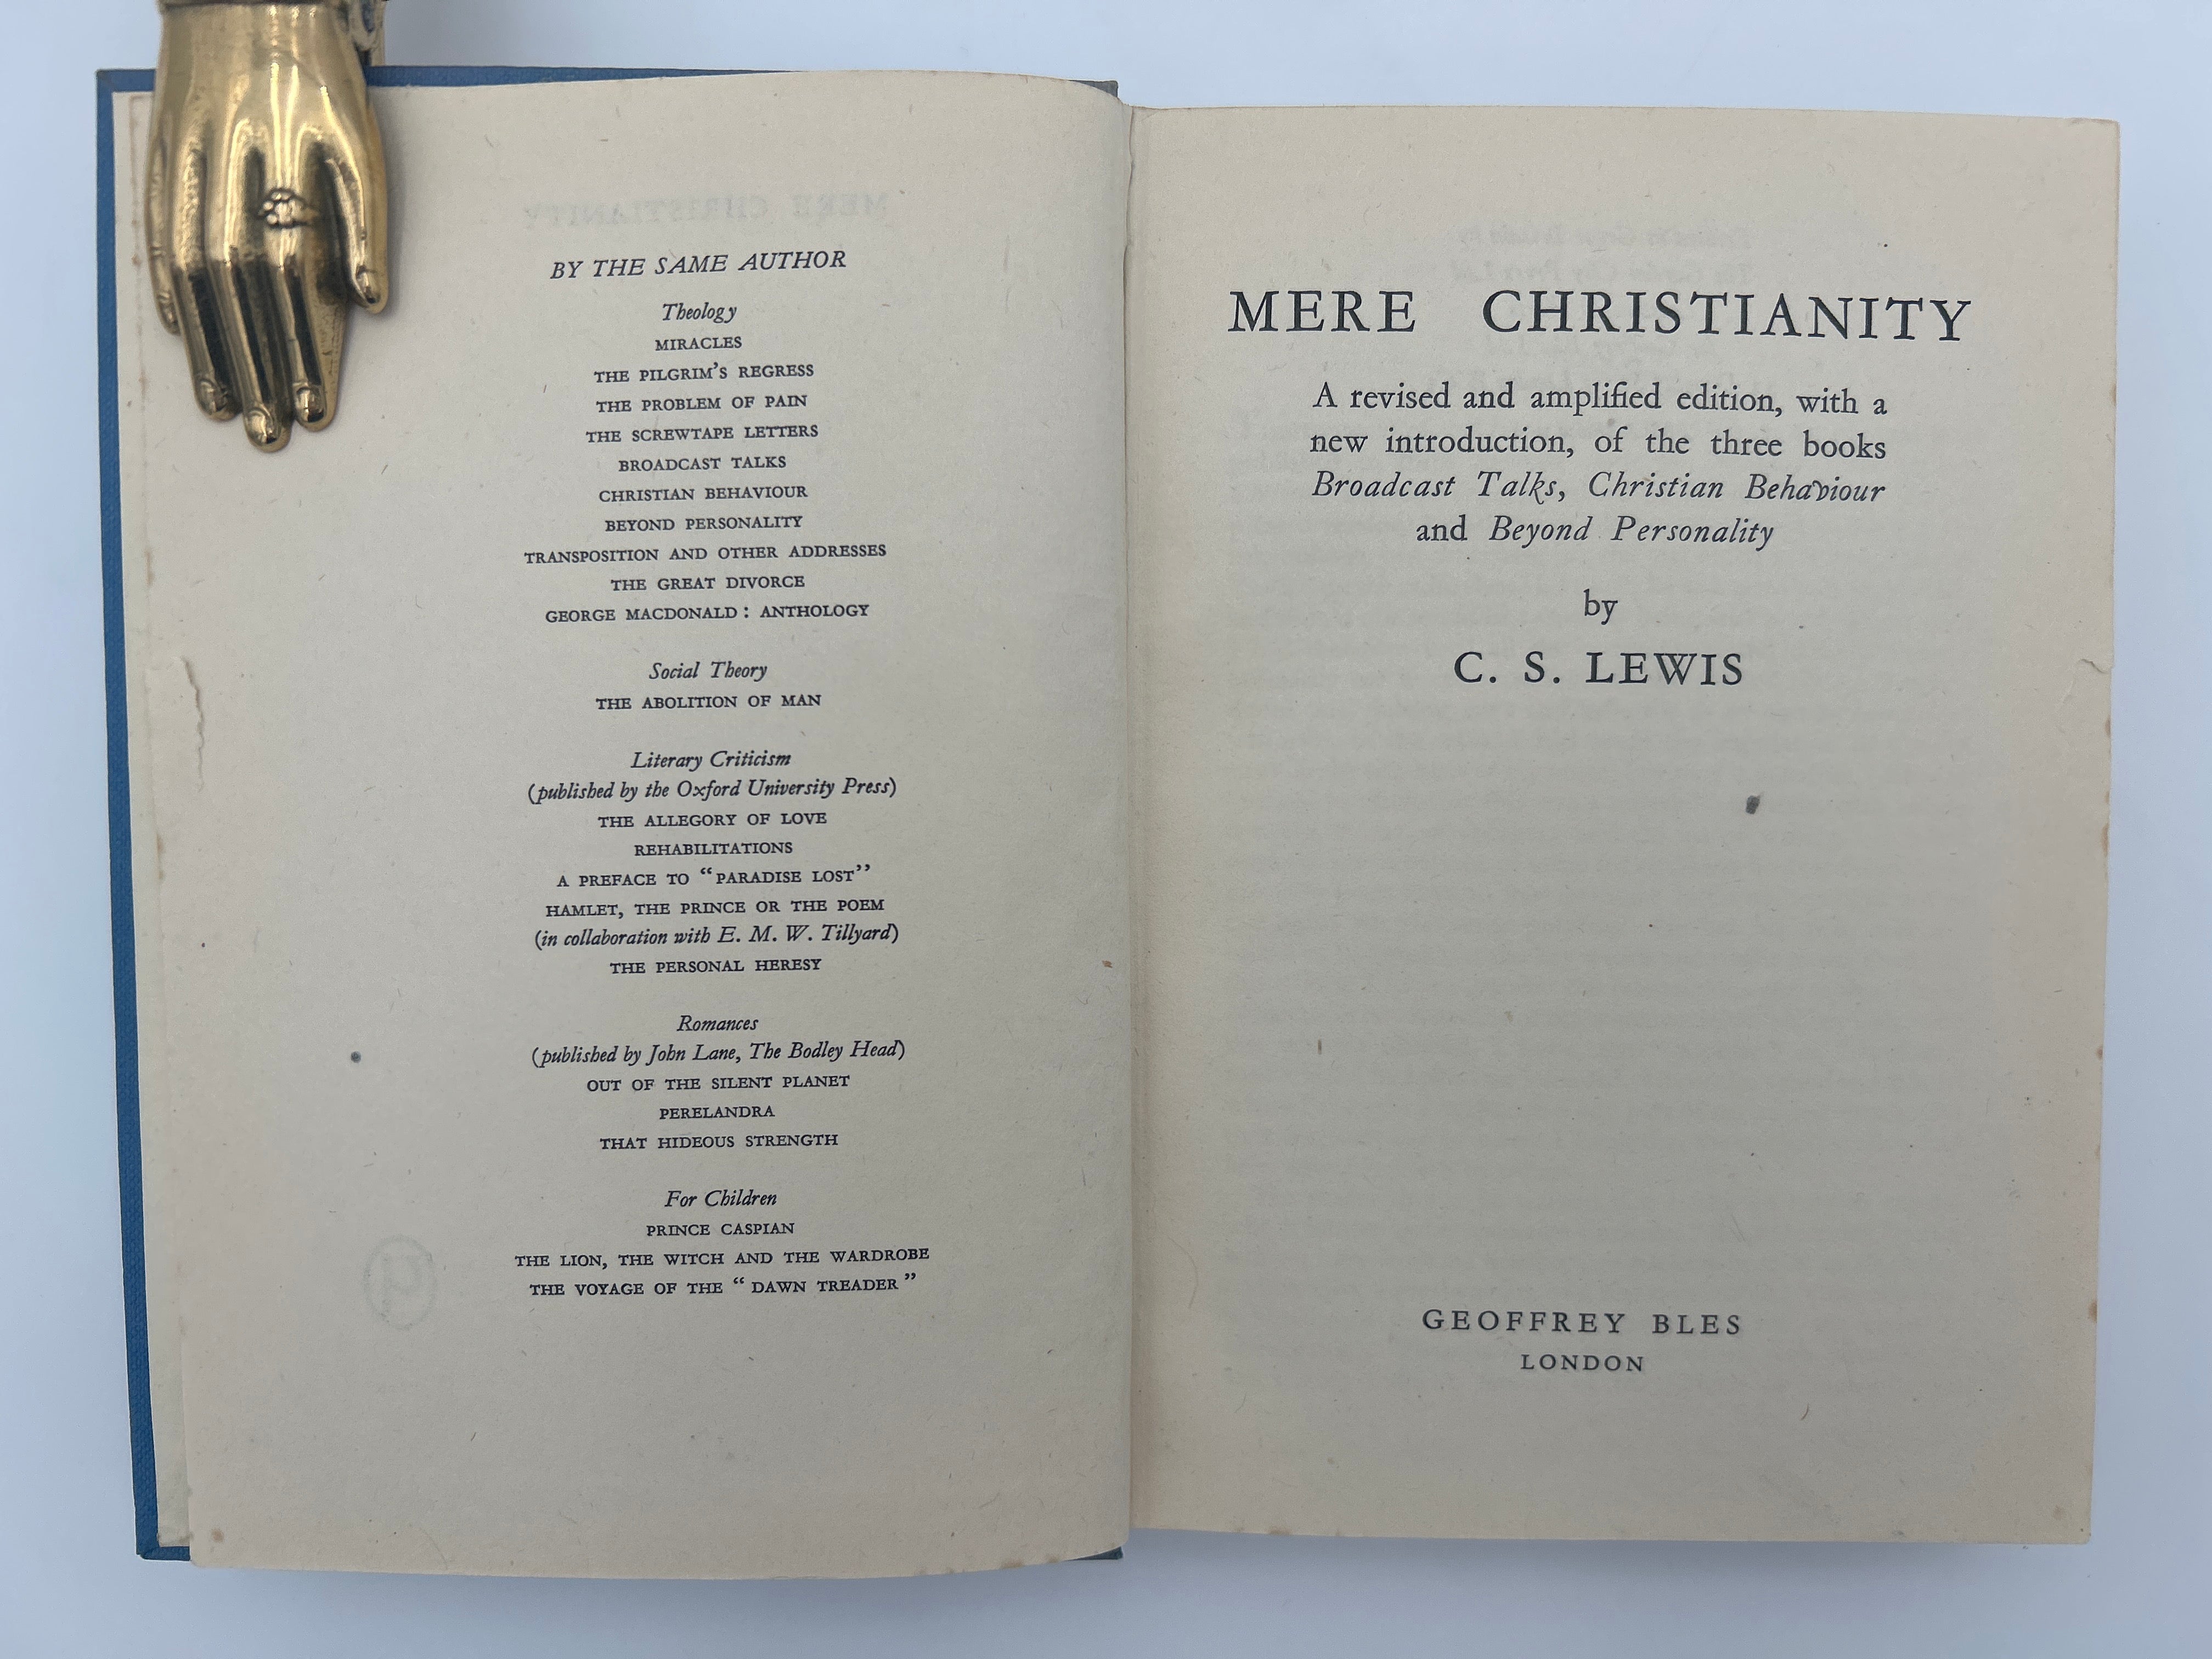 BY THE SAME AUTHOR
Theology
MIRACLES
THE PILGRIM'S REGRESS
THE PROBLEM OF PAIN
THE SCREWTAPE LETTERS
BROADCAST TALKS
CHRISTIAN BEHAVIOUR
BEYOND PERSONALITY
TRANSPOSITION AND OTHER ADDRESSES
THE GREAT DIVORCE
GEORGE MACDONALD: ANTHOLOGY
Social Theory
THE ABOLITION OF MAN
Literary Criticism
(published by the Oxford University Press)
THE ALLEGORY OF LOVE
REHABILITATIONS
A PREFACE TO "PARADISE LOST"
HAMLET, THE PRINCE OR THE POEM
(in collaboration with E. M. W. Tillyard)
THE PERSONAL HERESY
Romances
(published by John Lane, The Bodley Head)
OUT OF THE SILENT PLANET
PERELANDRA
THAT HIDEOUS STRENGTH
For Children
PRINCE CASPIAN
THE LION, THE WITCH AND THE WARDROBE
THE VOYAGE OF THE "DAWN TREADER"
MERE CHRISTIANITY
A revised and amplified edition, with a
new introduction, of the three books
Broadcast Talks, Christian Behaviour
and Beyond Personality
by
C. S. LEWIS
GEOFFREY BLES
LONDON